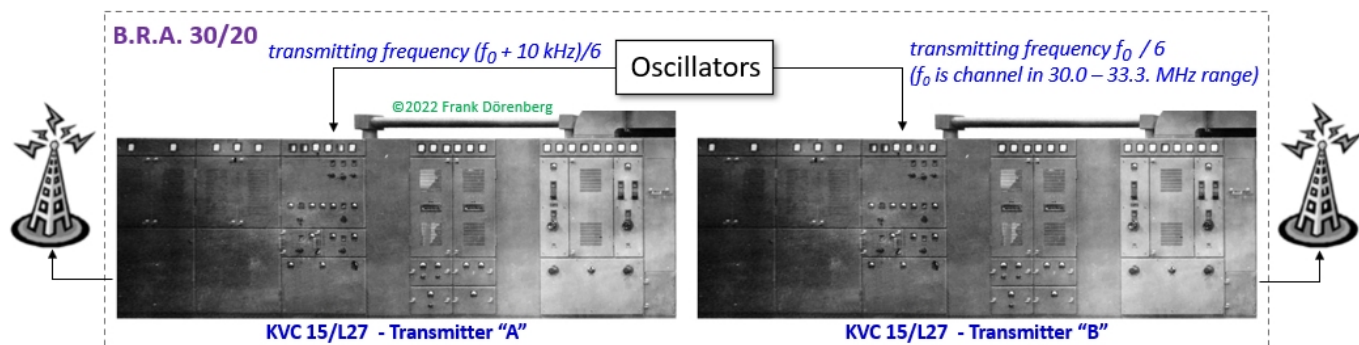 B.R.A. 30/20
transmitting frequency (f₀ + 10 kHz)/6
Oscillators
transmitting frequency f₀ / 6
(f₀ is channel in 30.0 – 33.3. MHz range)
©2022 Frank Dörenberg
KVC 15/L27 - Transmitter “A”
KVC 15/L27 - Transmitter “B”